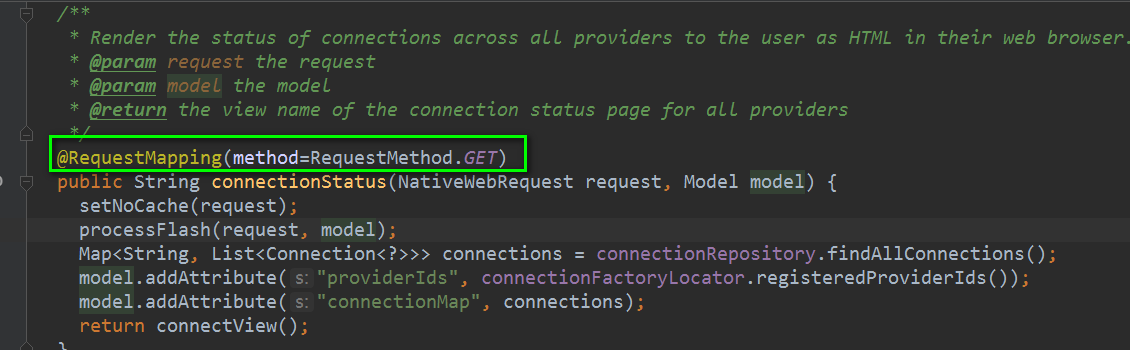 /**
* Render the status of connections across all providers to the user as HTML in their web browser.
* @param request the request
* @param model the model
* @return the view name of the connection status page for all providers
*/
@RequestMapping(method=RequestMethod.GET)
public String connectionStatus(NativeWebRequest request, Model model) {
setNoCache(request);
processFlash(request, model);
Map<String, List<Connection<?>>> connections = connectionRepository.findAllConnections();
model.addAttribute( s: "providerIds", connectionFactoryLocator.registeredProviderIds());
model.addAttribute( s: "connectionMap", connections);
return connectView();
}